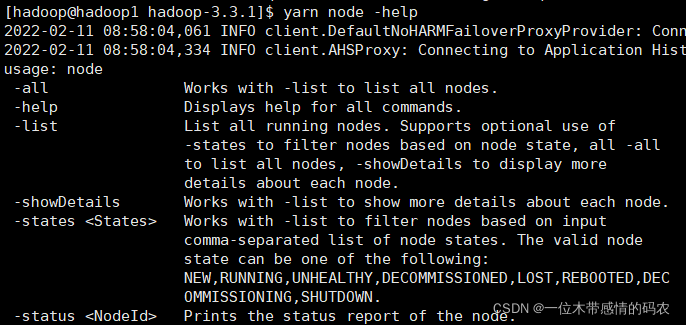 [hadoop@hadoop1 hadoop-3.3.1]$ yarn node -help
2022-02-11 08:58:04,061 INFO client.DefaultNoHARMFailoverProxyProvider: Conn
2022-02-11 08:58:04,334 INFO client.AHSProxy: Connecting to Application Hist
usage: node
-all Works with -list to list all nodes.
-help Displays help for all commands.
-list List all running nodes. Supports optional use of
-states to filter nodes based on node state, all -all
to list all nodes, -showDetails to display more
details about each node.
-showDetails Works with -list to show more details about each node.
-states <States> Works with -list to filter nodes based on input
comma-separated list of node states. The valid node
state can be one of the following:
NEW,RUNNING,UNHEALTHY,DECOMMISSIONED,LOST,REBOOTED,DEC
OMMISSIONING,SHUTDOWN.
-status <NodeId> Prints the status report of the node.
CSDN @一位木带感情的码农